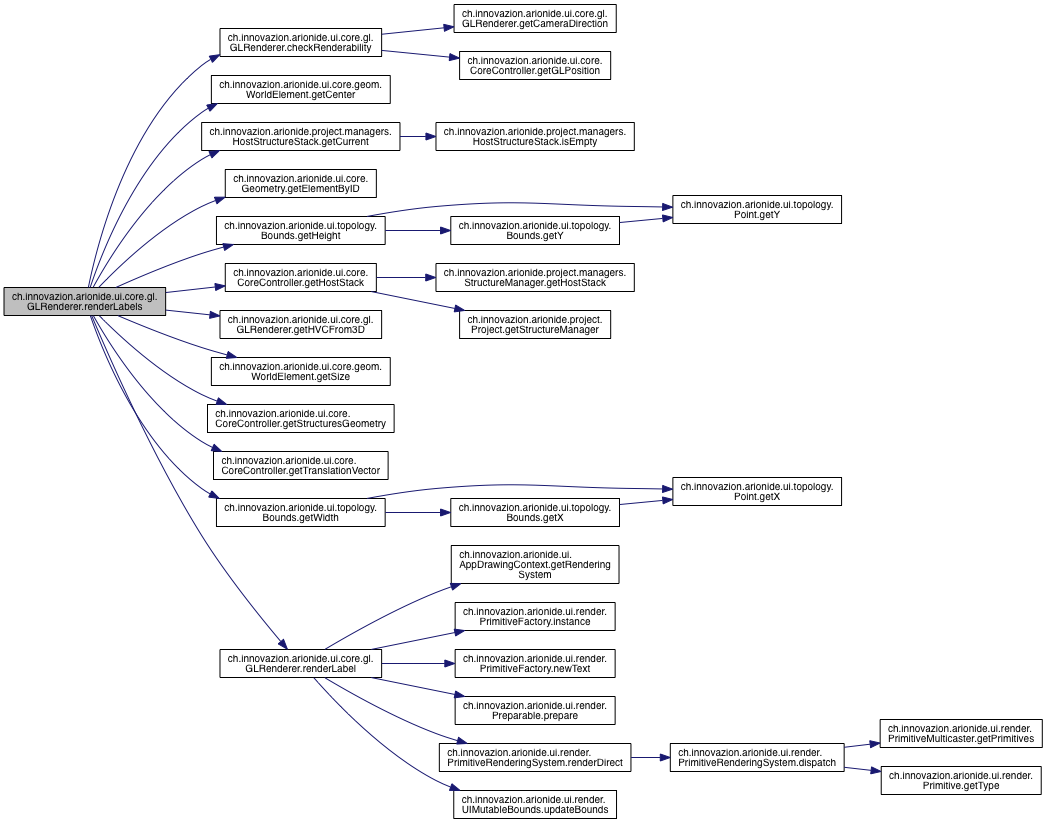 ch.innovazion.arionide.ui.core.gl.
GLRenderer.renderLabels
ch.innovazion.arionide.ui.core.gl.
GLRenderer.checkRenderability
ch.innovazion.arionide.ui.core.gl.
GLRenderer.getCameraDirection
ch.innovazion.arionide.ui.core.
CoreController.getGLPosition
ch.innovazion.arionide.ui.core.geom.
WorldElement.getCenter
ch.innovazion.arionide.project.managers.
HostStructureStack.getCurrent
ch.innovazion.arionide.project.managers.
HostStructureStack.isEmpty
ch.innovazion.arionide.ui.core.
Geometry.getElementByID
ch.innovazion.arionide.ui.topology.
Bounds.getHeight
ch.innovazion.arionide.ui.topology.
Bounds.getY
ch.innovazion.arionide.ui.topology.
Point.getY
ch.innovazion.arionide.ui.core.
CoreController.getHostStack
ch.innovazion.arionide.project.managers.
StructureManager.getHostStack
ch.innovazion.arionide.project.
Project.getStructureManager
ch.innovazion.arionide.ui.core.gl.
GLRenderer.getHVCFrom3D
ch.innovazion.arionide.ui.core.geom.
WorldElement.getSize
ch.innovazion.arionide.ui.core.
CoreController.getStructuresGeometry
ch.innovazion.arionide.ui.core.
CoreController.getTranslationVector
ch.innovazion.arionide.ui.topology.
Bounds.getWidth
ch.innovazion.arionide.ui.topology.
Bounds.getX
ch.innovazion.arionide.ui.topology.
Point.getX
ch.innovazion.arionide.ui.core.gl.
GLRenderer.renderLabel
ch.innovazion.arionide.ui.
AppDrawingContext.getRendering
System
ch.innovazion.arionide.ui.render.
PrimitiveFactory.instance
ch.innovazion.arionide.ui.render.
PrimitiveFactory.newText
ch.innovazion.arionide.ui.render.
Preparable.prepare
ch.innovazion.arionide.ui.render.
PrimitiveRenderingSystem.renderDirect
ch.innovazion.arionide.ui.render.
PrimitiveRenderingSystem.dispatch
ch.innovazion.arionide.ui.render.
PrimitiveMulticaster.getPrimitives
ch.innovazion.arionide.ui.render.
Primitive.getType
ch.innovazion.arionide.ui.render.
UIMutableBounds.updateBounds